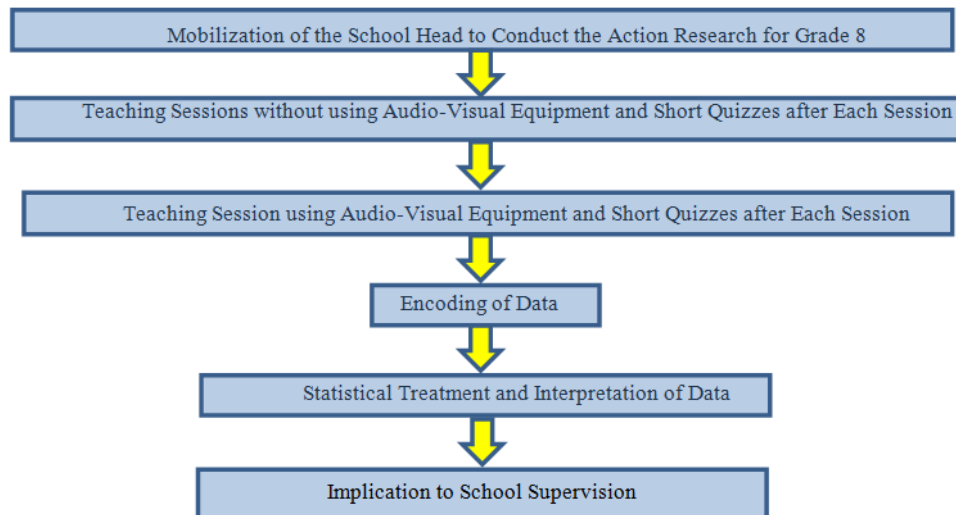 Mobilization of the School Head to Conduct the Action Research for Grade 8
Teaching Sessions without using Audio-Visual Equipment and Short Quizzes after Each Session
Teaching Session using Audio-Visual Equipment and Short Quizzes after Each Session
Encoding of Data
Statistical Treatment and Interpretation of Data
Implication to School Supervision